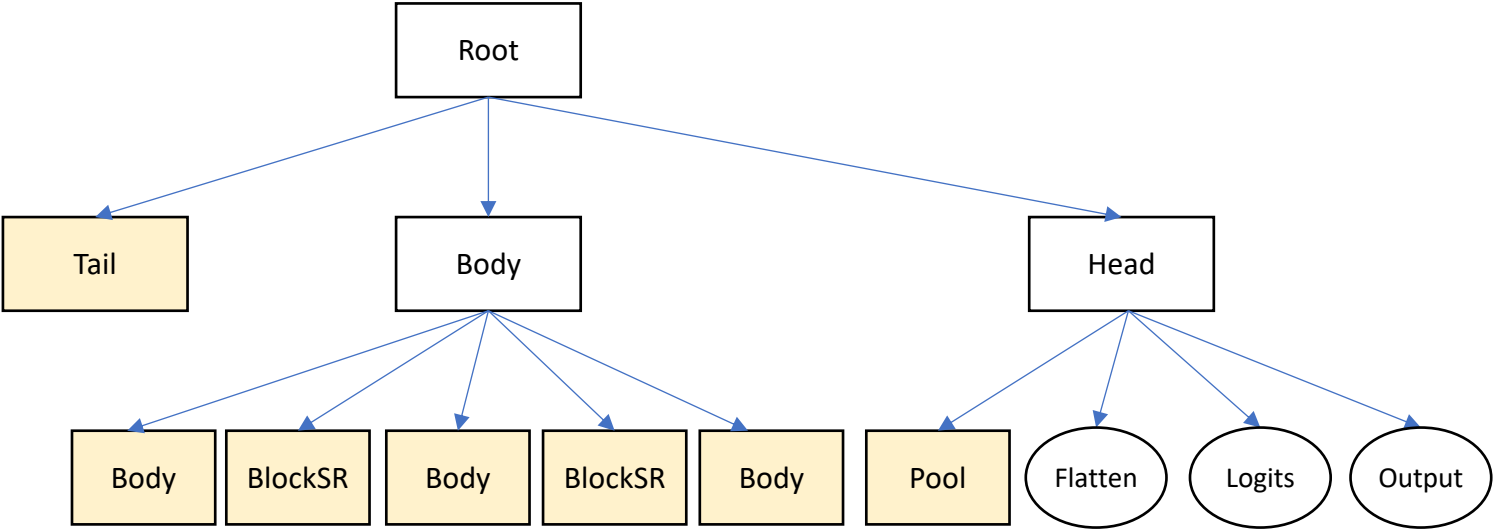 Root
Tail
Body
Head
Body
BlockSR
Body
BlockSR
Body
Pool
Flatten
Logits
Output